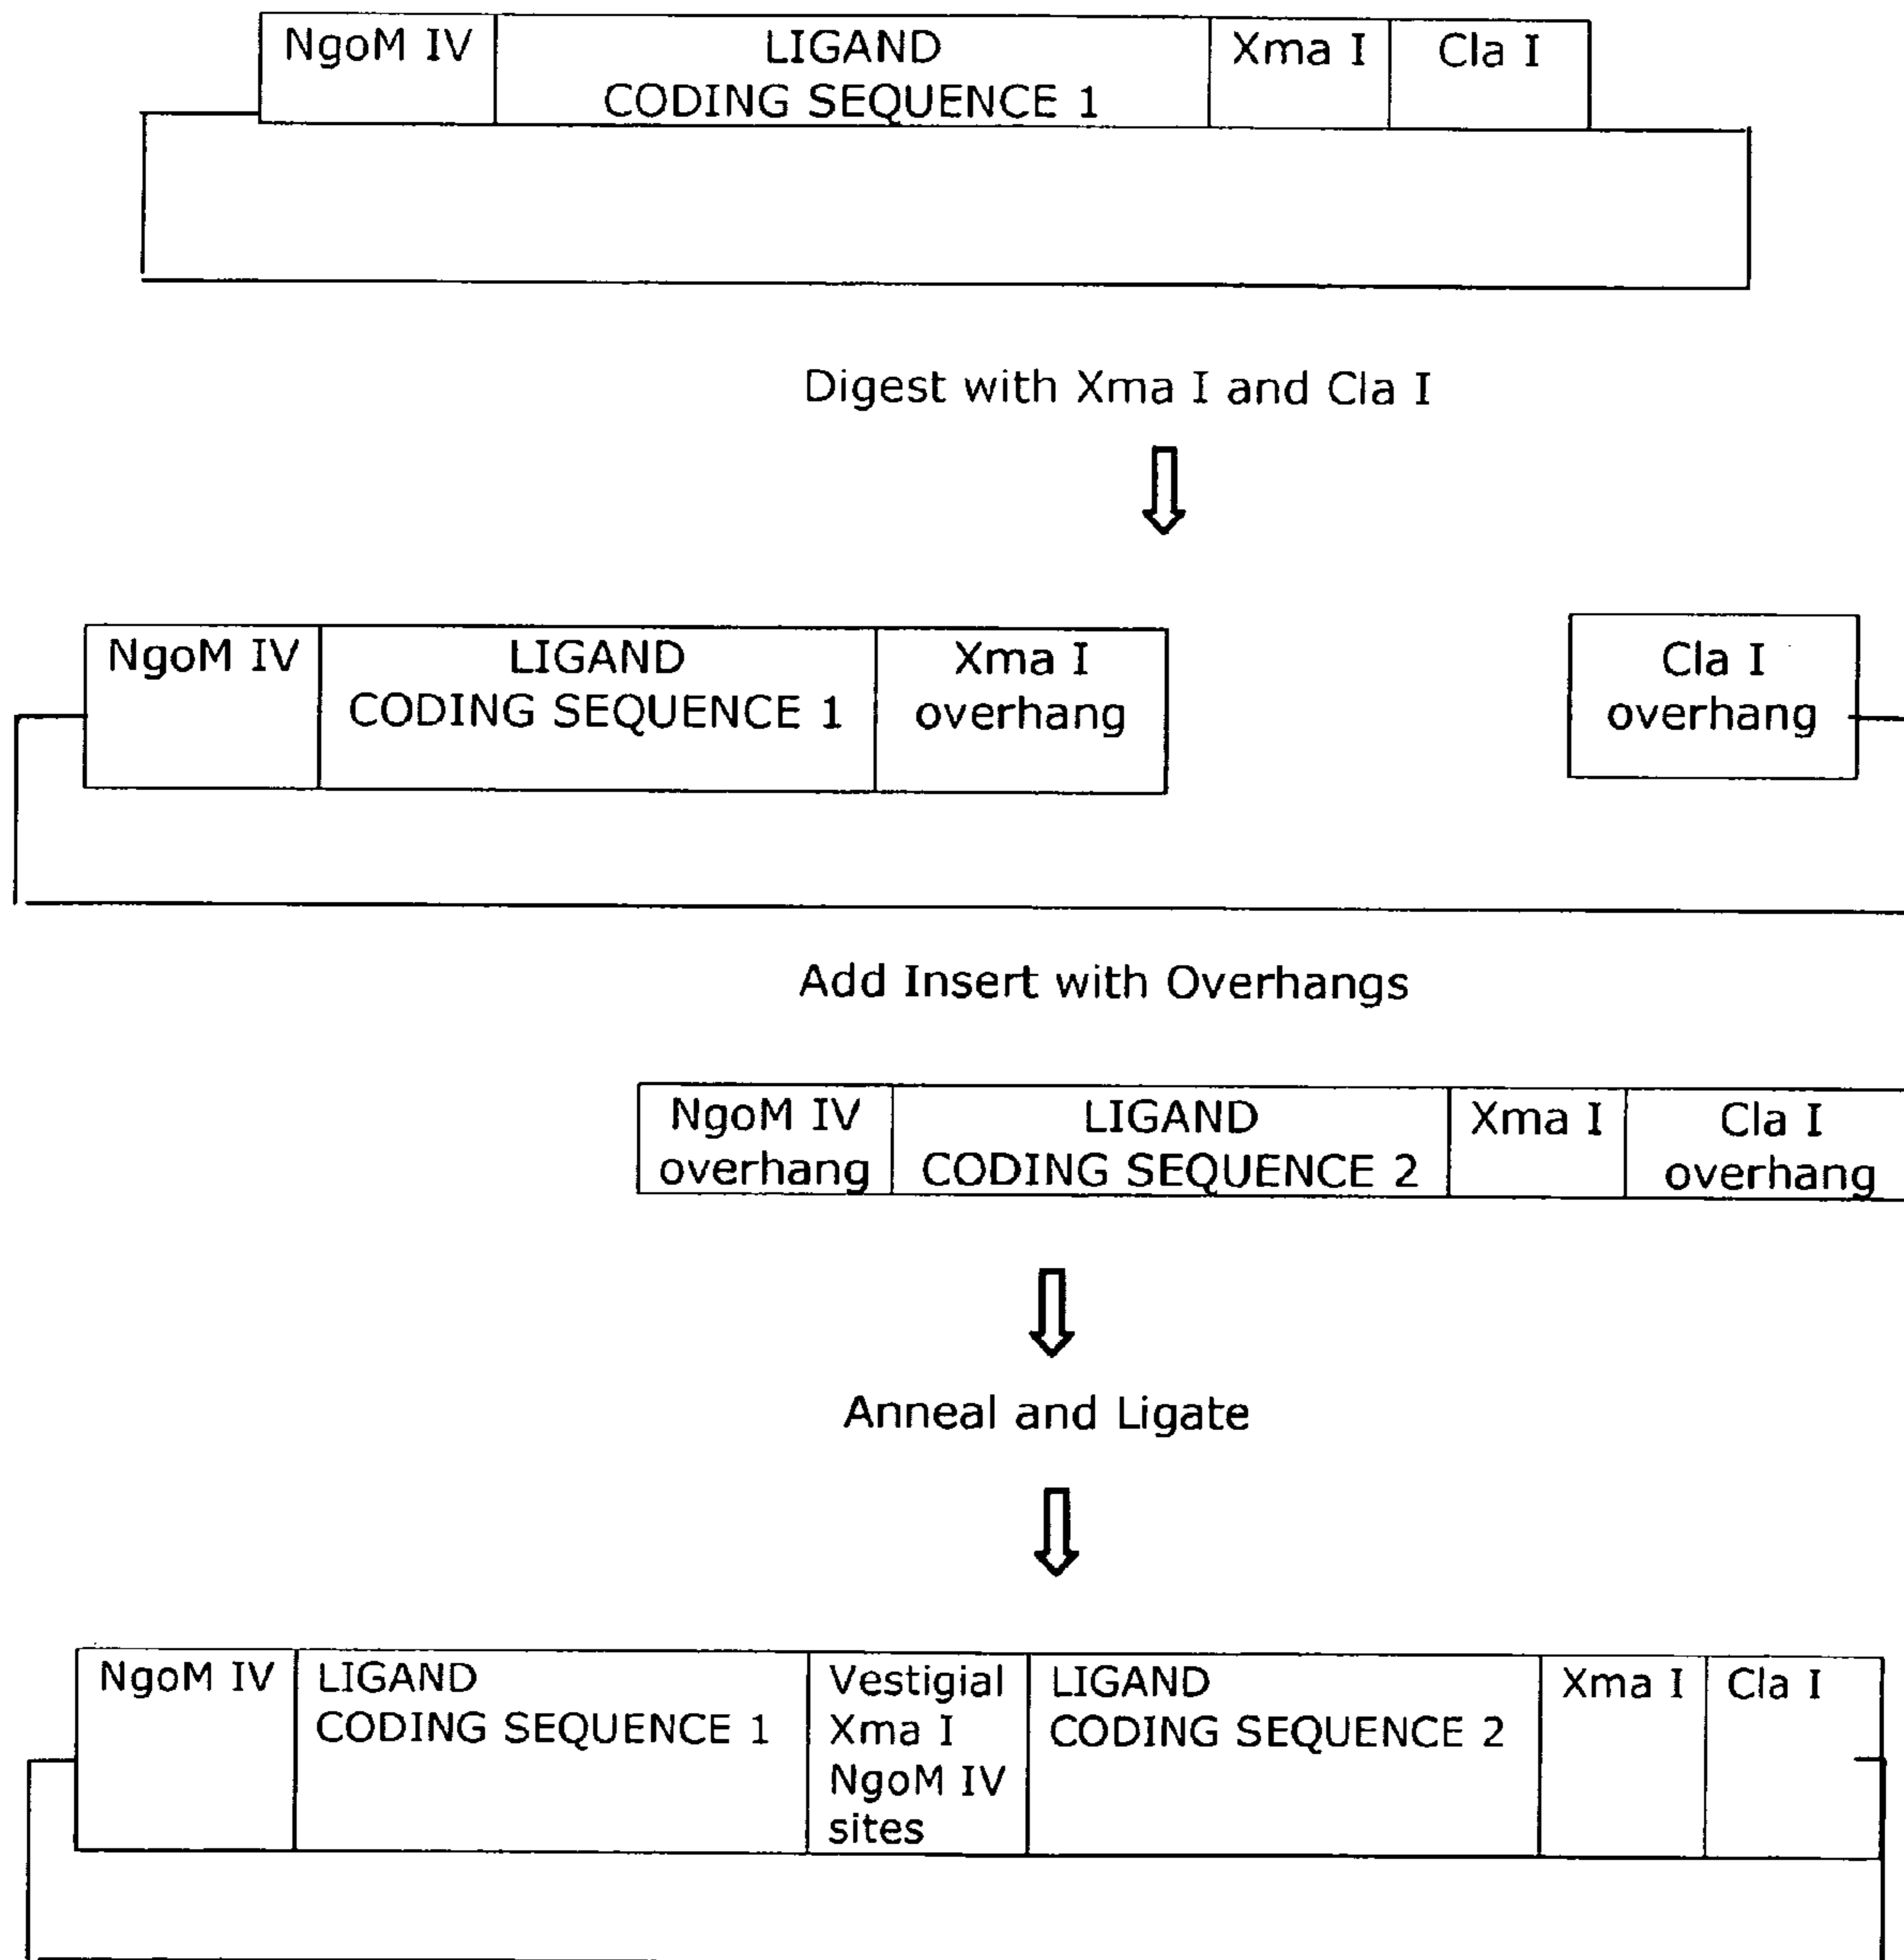 NgoM IV
LIGAND
CODING SEQUENCE 1
Xma I
Cla I
Digest with Xma I and Cla I
NgoM IV
LIGAND
CODING SEQUENCE 1
Xma I
overhang
Cla I
overhang
Add Insert with Overhangs
NgoM IV
overhang
LIGAND
CODING SEQUENCE 2
Xma I
Cla I
overhang
Anneal and Ligate
NgoM IV
LIGAND
CODING SEQUENCE 1
Vestigial
Xma I
NgoM IV
sites
LIGAND
CODING SEQUENCE 2
Xma I
Cla I